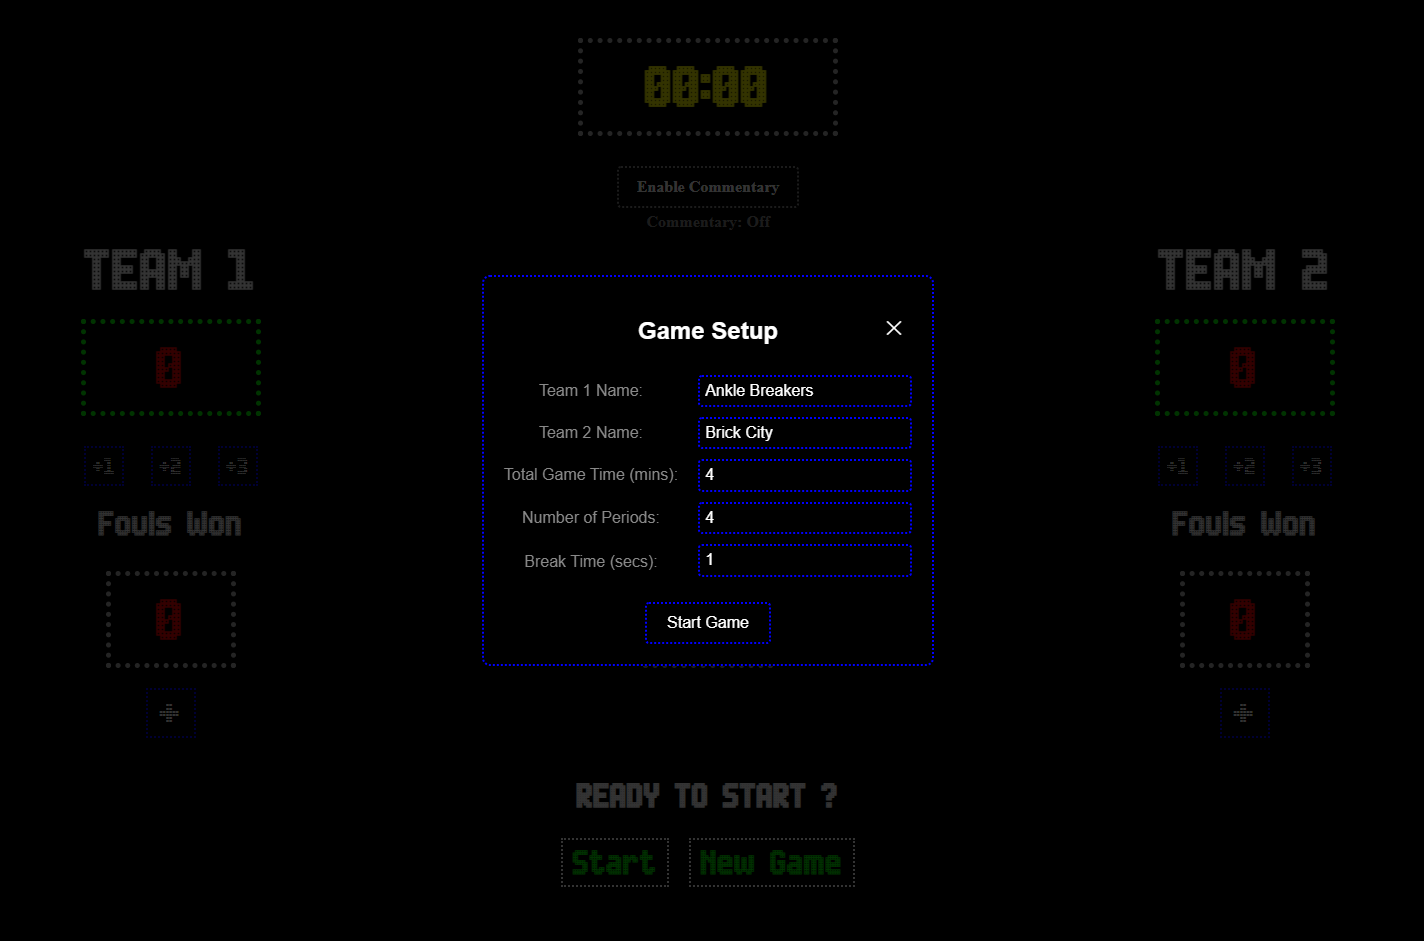 00:00
Enable Commentary
Commentary: Off
TEAM 1
0
+1 +2 +3
Fouls Won
0
+
Game Setup
Team 1 Name: Ankle Breakers
Team 2 Name: Brick City
Total Game Time (mins): 4
Number of Periods: 4
Break Time (secs): 1
Start Game
TEAM 2
0
+1 +2 +3
Fouls Won
0
+
READY TO START ?
Start New Game